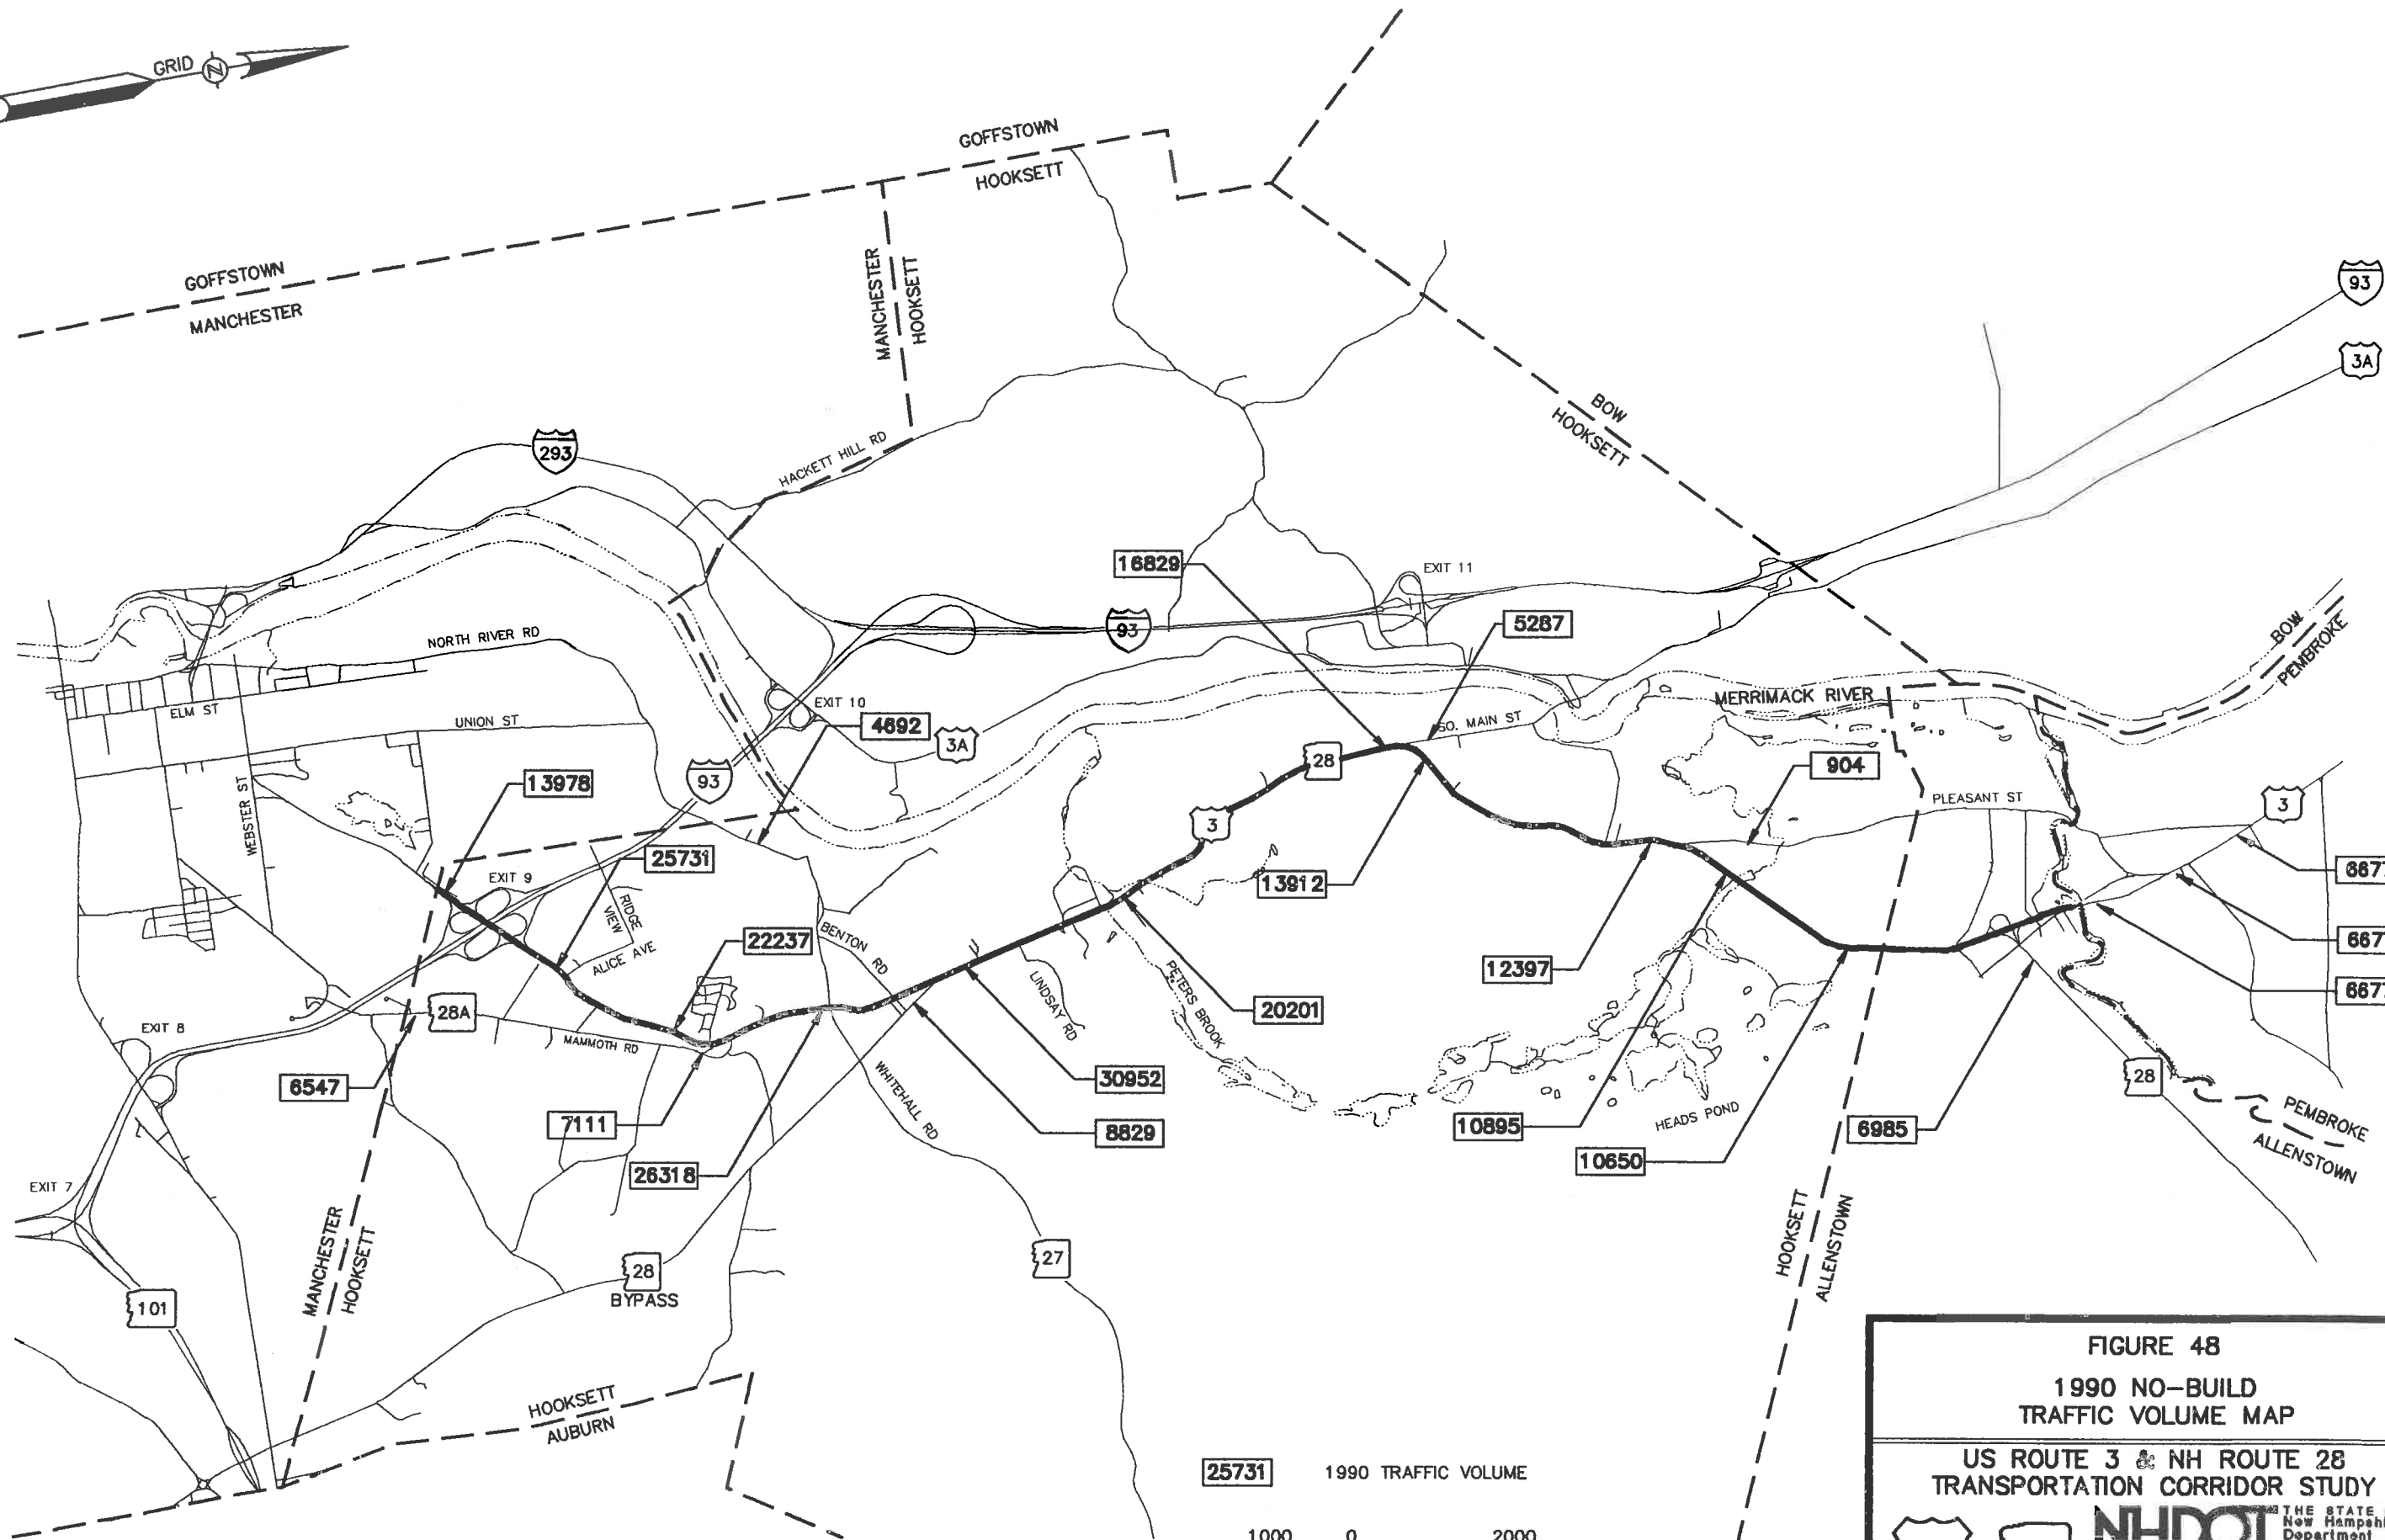 GRID N
GOFFSTOWN
HOOKSETT
GOFFSTOWN
MANCHESTER
MANCHESTER
HOOKSETT
93
3A
BOW
HOOKSETT
293
HACKETT HILL RD
16829
EXIT 11
5287
93
NORTH RIVER RD
BOW
PEMBROKE
ELM ST
UNION ST
EXIT 10
4692
3A
SO. MAIN ST
MERRIMACK RIVER
28
904
93
13978
PLEASANT ST
3
3
WEBSTER ST
25731
EXIT 9
13912
RIDGE
VIEW
ALICE AVE
22237
BENTON RD
LINDSAY RD
PETERS BROOK
20201
12397
28A
EXIT 8
MAMMOTH RD
6547
30952
WHITEHALL RD
7111
8829
10895
HEADS POND
6985
28
PEMBROKE
ALLENSTOWN
26318
10650
EXIT 7
MANCHESTER
HOOKSETT
HOOKSETT
ALLENSTOWN
27
28
BYPASS
101
HOOKSETT
AUBURN
25731 1990 TRAFFIC VOLUME
1000 0 2000
FIGURE 48
1990 NO-BUILD
TRAFFIC VOLUME MAP
US ROUTE 3 & NH ROUTE 28
TRANSPORTATION CORRIDOR STUDY
NHDOT
THE STATE
New Hampshi
Department